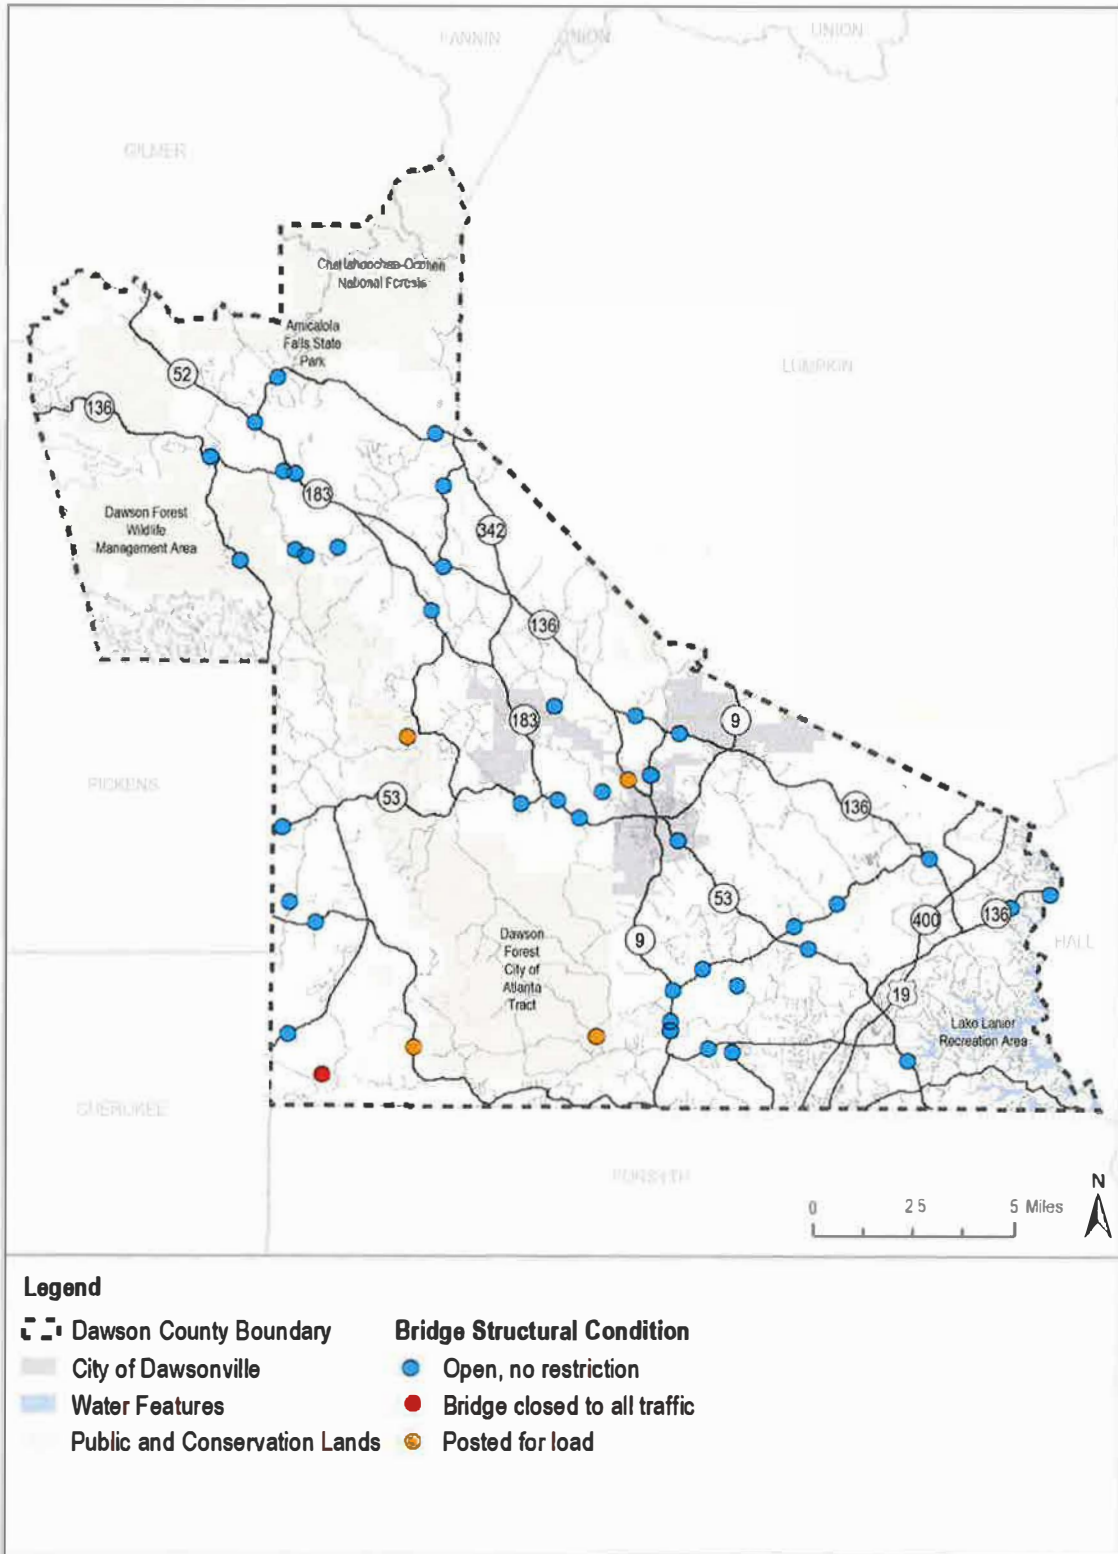 FANNIN
UNION
UNION
GILMER
Chattahoochee-Oconee
National Forests
Amicalola
Falls State
Park
LUMPKIN
52
136
183
Dawson Forest
Wildlife
Management Area
342
136
183
9
PICKENS
53
136
53
400
136
HALL
9
Dawson
Forest
City of
Atlanta
Tract
19
Lake Lanier
Recreation Area
CHEROKEE
FORSYTH
N
0 2 5 5 Miles
Legend
Dawson County Boundary
City of Dawsonville
Water Features
Public and Conservation Lands
Bridge Structural Condition
Open, no restriction
Bridge closed to all traffic
Posted for load